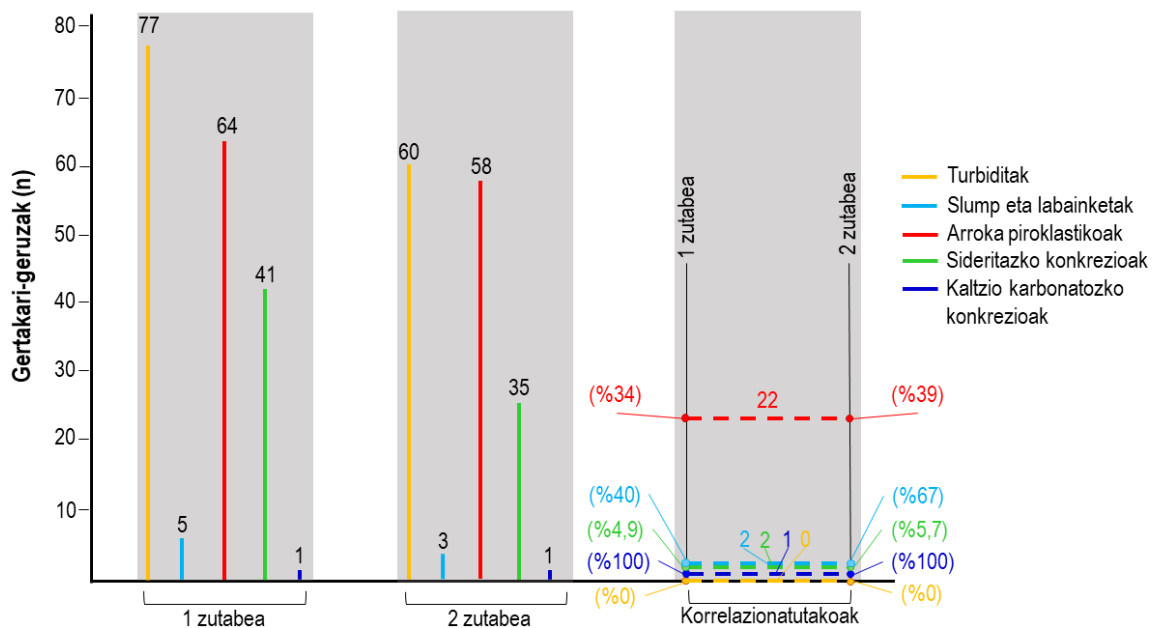 Gertakari-geruzak (n)
80
70
60
50
40
30
20
10
77
5
64
41
1
1 zutabea
60
3
58
35
1
2 zutabea
1 zutabea
2 zutabea
(%34)
22
(%39)
(%40)
(%67)
(%4,9)
2 2 1 0
(%5,7)
(%100)
(%100)
(%0)
(%0)
Korrelazionatutakoak
Turbiditak
Slump eta labainketak
Arroka piroklastikoak
Sideritazko konkrezioak
Kaltzio karbonatozko
konkrezioak